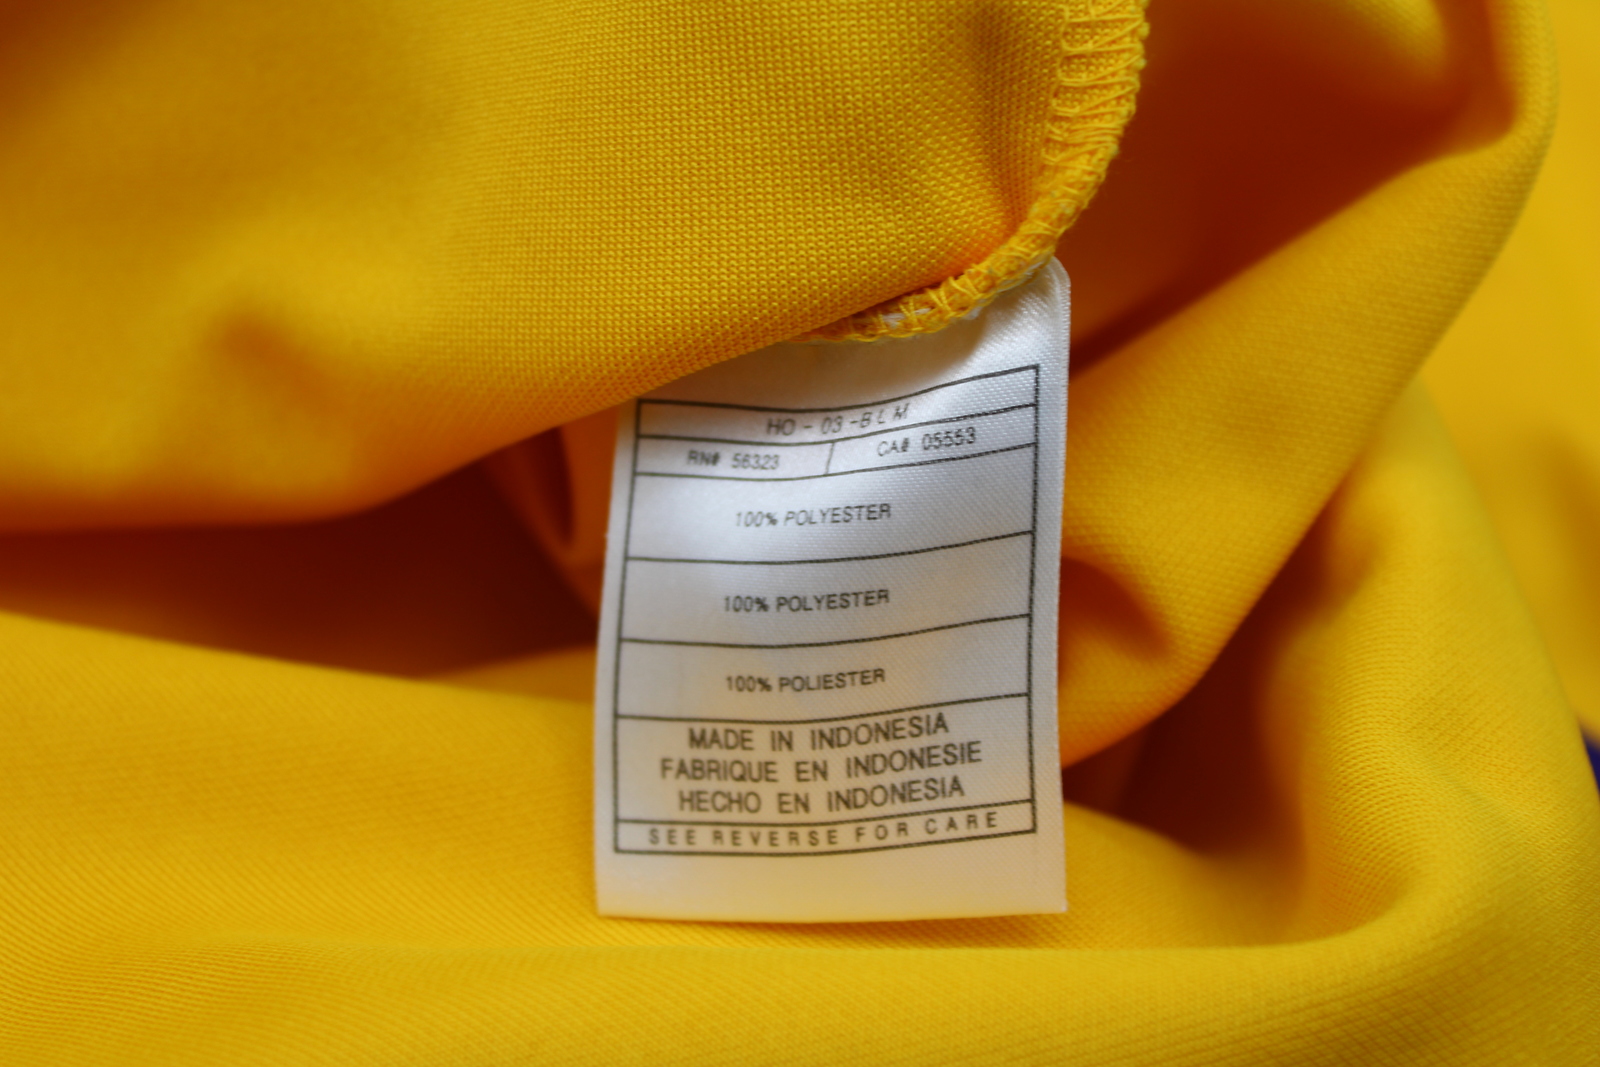 HO - 03 - BLM
RN# 56323 CA# 05553
100% POLYESTER
100% POLYESTER
100% POLIESTER
MADE IN INDONESIA
FABRIQUE EN INDONESIE
HECHO EN INDONESIA
SEE REVERSE FOR CARE